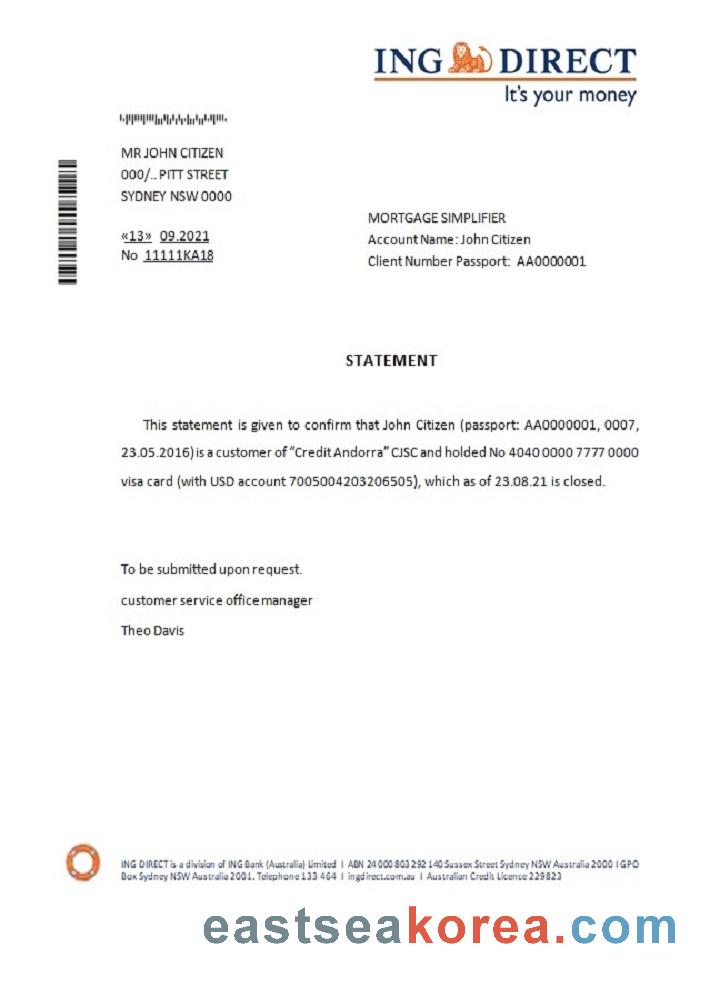 ING DIRECT
It's your money
MR JOHN CITIZEN
000/.. PITT STREET
SYDNEY NSW 0000
«13» 09.2021
No 11111KA18
MORTGAGE SIMPLIFIER
Account Name: John Citizen
Client Number Passport: AA0000001
STATEMENT
This statement is given to confirm that John Citizen (passport: AA0000001, 0007,
23.05.2016) is a customer of "Credit Andorra" CJSC and holded No 4040 0000 7777 0000
visa card (with USD account 7005004203206505), which as of 23.08.21 is closed.
To be submitted upon request.
customer service office manager
Theo Davis
ING DIRECT is a division of ING Bank (Australia) Limited | ABN 24 000 803 292 140 Sussex Street Sydney NSW Australia 2000 | GPO
Box Sydney NSW Australia 2001. Telephone 133 464 | ingdirect.com.au | Australian Credit Licence 229823
eastseakorea.com